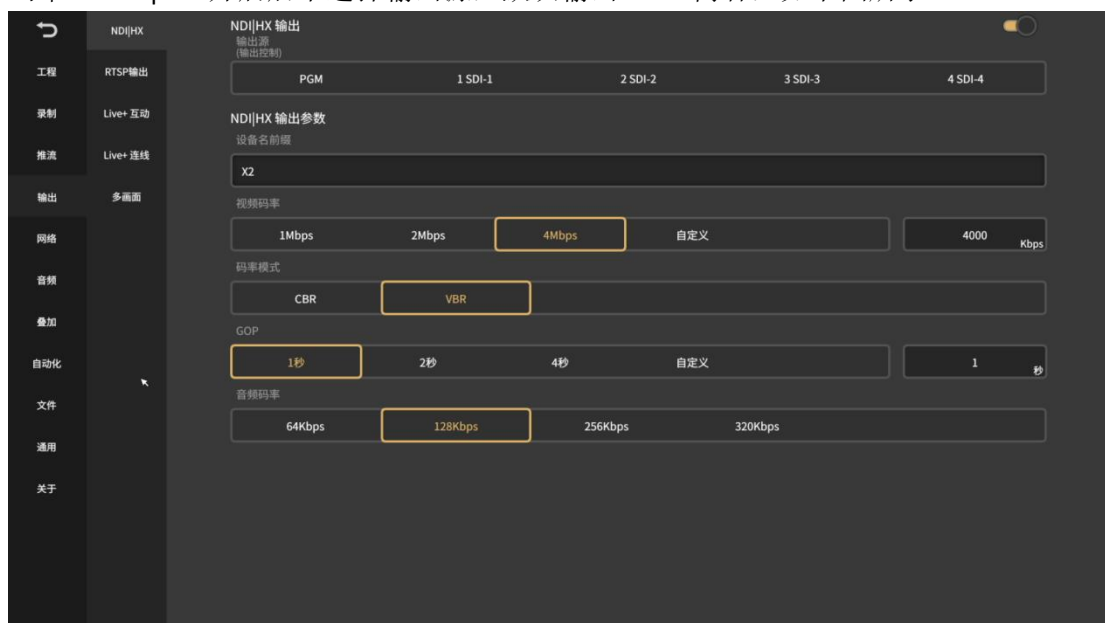 NDI|HX
NDI|HX 输出
输出源
(输出控制)
工程
RTSP输出
PGM
1 SDI-1
2 SDI-2
3 SDI-3
4 SDI-4
录制
Live+ 互动
NDI|HX 输出参数
设备名前缀
推流
Live+ 连线
X2
输出
多画面
视频码率
网络
1Mbps
2Mbps
4Mbps
自定义
4000
Kbps
码率模式
音频
CBR
VBR
叠加
GOP
自动化
1秒
2秒
4秒
自定义
1
秒
音频码率
文件
64Kbps
128Kbps
256Kbps
320Kbps
通用
关于